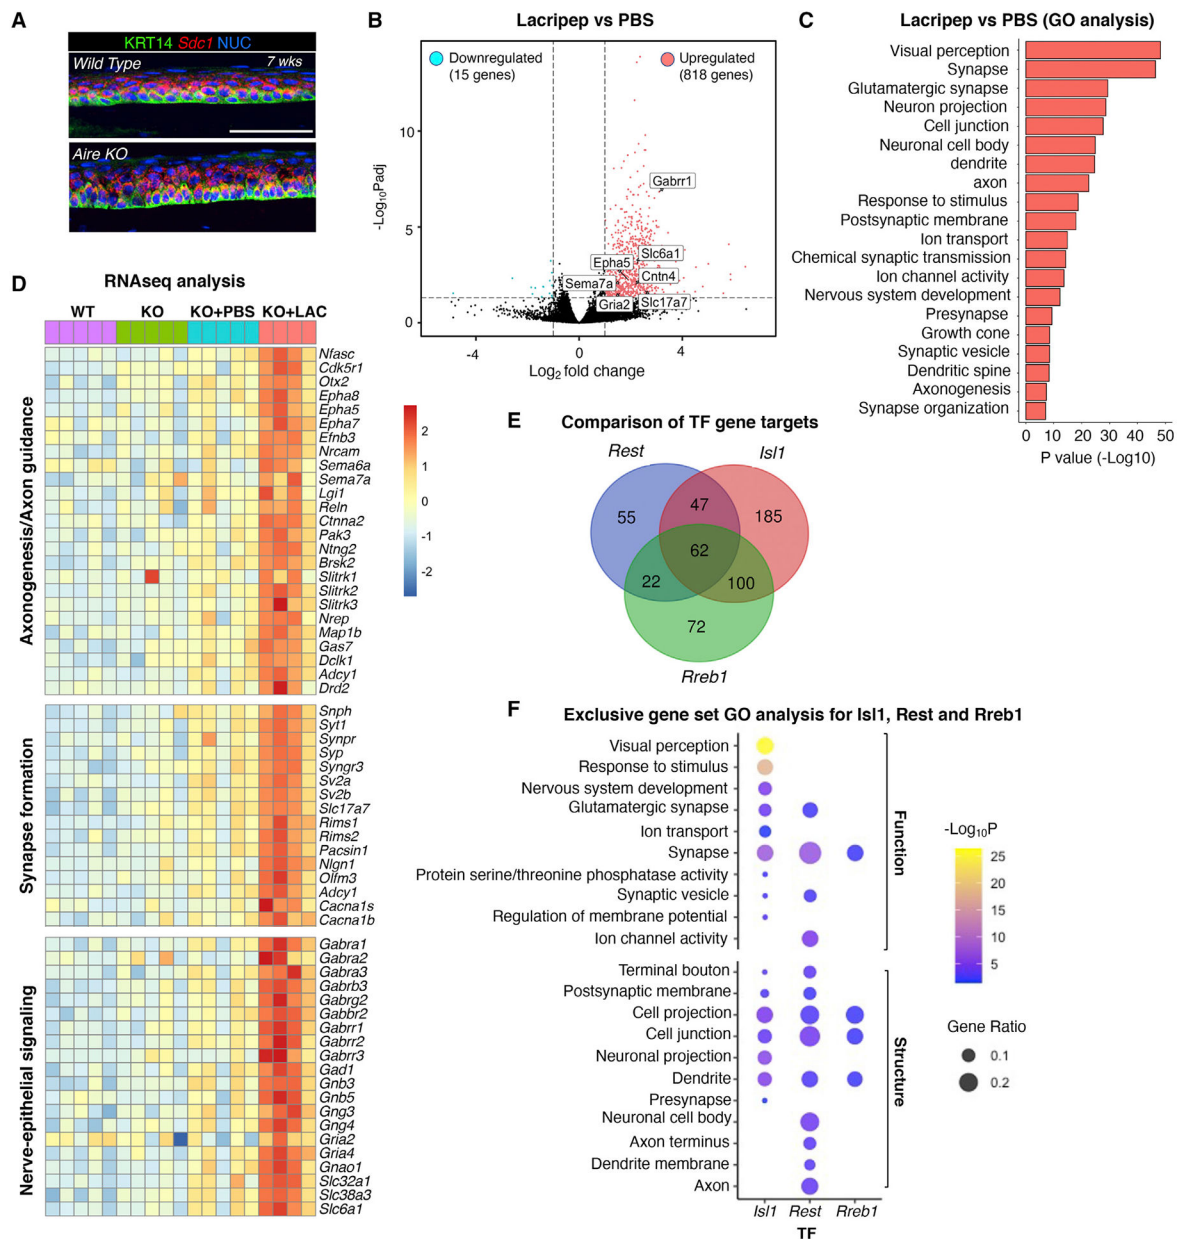 A
KRT14 Sdc1 NUC
Wild Type
7 wks
Aire KO
B
Lacripep vs PBS
Downregulated
(15 genes)
Upregulated
(818 genes)
10
5
0
-Log10Padj
Gabrr1
Slc6a1
Epha5
Cntn4
Sema7a
Gria2
Slc17a7
-4
0
4
Log2 fold change
C
Lacripep vs PBS (GO analysis)
Visual perception
Synapse
Glutamatergic synapse
Neuron projection
Cell junction
Neuronal cell body
dendrite
axon
Response to stimulus
Postsynaptic membrane
Ion transport
Chemical synaptic transmission
Ion channel activity
Nervous system development
Presynapse
Growth cone
Synaptic vesicle
Dendritic spine
Axonogenesis
Synapse organization
0 10 20 30 40 50
P value (-Log10)
D
RNAseq analysis
WT KO KO+PBS KO+LAC
Axonogenesis/Axon guidance
Nfasc
Cdk5r1
Otx2
Epha8
Epha5
Epha7
Efnb3
Nrcam
Sema6a
Sema7a
Lgi1
Reln
Ctnna2
Pak3
Ntng2
Brsk2
Slitrk1
Slitrk2
Slitrk3
Nrep
Map1b
Gas7
Dclk1
Adcy1
Drd2
Synapse formation
Snph
Syt1
Synpr
Syp
Syngr3
Sv2a
Sv2b
Slc17a7
Rims1
Rims2
Pacsin1
Nlgn1
Olfm3
Adcy1
Cacna1s
Cacna1b
Nerve-epithelial signaling
Gabra1
Gabra2
Gabra3
Gabrb3
Gabrg2
Gabbr2
Gabrr1
Gabrr2
Gabrr3
Gad1
Gnb3
Gnb5
Gng3
Gng4
Gria2
Gria4
Gnao1
Slc32a1
Slc38a3
Slc6a1
2
1
0
-1
-2
E
Comparison of TF gene targets
Rest
Isl1
55
47
185
62
22
100
72
Rreb1
F
Exclusive gene set GO analysis for Isl1, Rest and Rreb1
Visual perception
Response to stimulus
Nervous system development
Glutamatergic synapse
Ion transport
Synapse
Protein serine/threonine phosphatase activity
Synaptic vesicle
Regulation of membrane potential
Ion channel activity
Function
Terminal bouton
Postsynaptic membrane
Cell projection
Cell junction
Neuronal projection
Dendrite
Presynapse
Neuronal cell body
Axon terminus
Dendrite membrane
Axon
Structure
Isl1 Rest Rreb1
TF
-Log10P
25
20
15
10
5
Gene Ratio
0.1
0.2